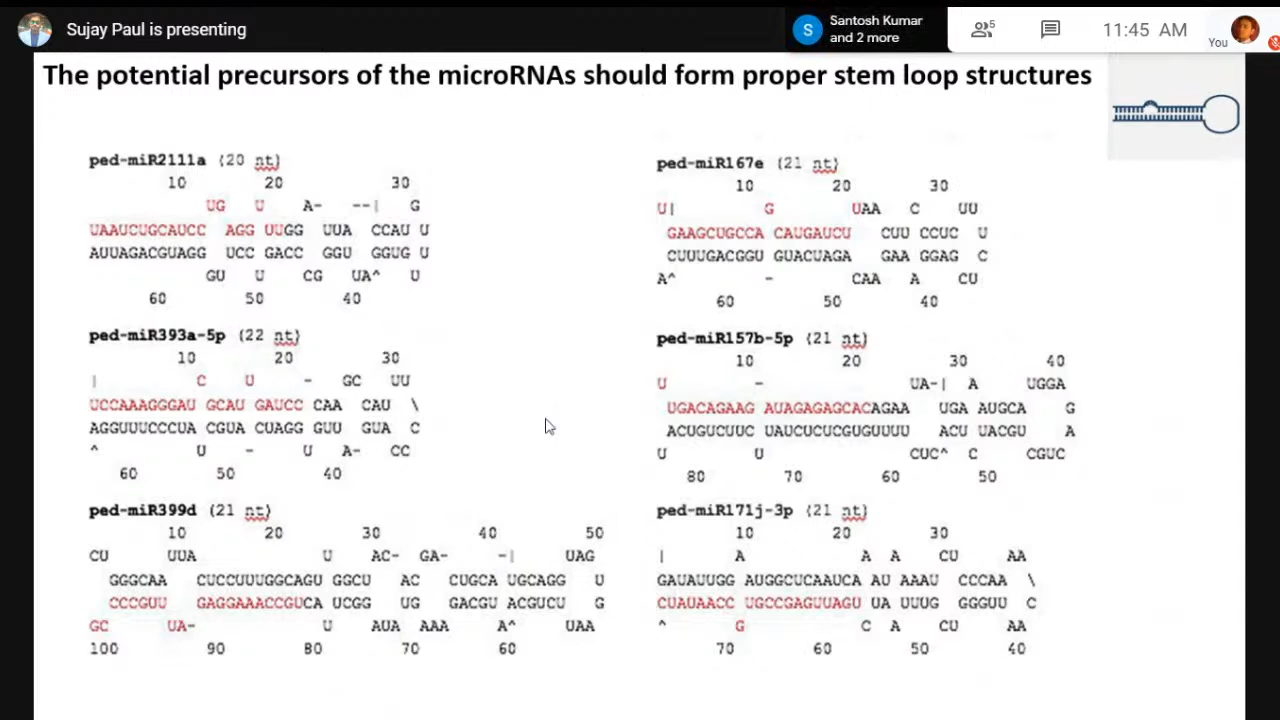 Sujay Paul is presenting
S
Santosh Kumar
and 2 more
5
11:45 AM
You
The potential precursors of the microRNAs should form proper stem loop structures
ped-miR2111a (20 nt)
10 20 30
UG U A- --| G
UAAUCUGCAUCC AGG UUGG UUA CCAU U
AUUAGACGUAGG UCC GACC GGU GGUG U
GU U CG UA^ U
60 50 40
ped-miR393a-5p (22 nt)
10 20 30
| C U - GC UU
UCCAAAGGGAU GCAU GAUCC CAA CAU \
AGGUUUCCCUA CGUA CUAGG GUU GUA C
^ U - U A- CC
60 50 40
ped-miR399d (21 nt)
10 20 30 40 50
CU UUA U AC- GA- -| UAG
GGGCAA CUCCUUUGGCAGU GGCU AC CUGCA UGCAGG U
CCCGUU GAGGAAACCGUCA UCGG UG GACGU ACGUCU G
GC UA- U AUA AAA A^ UAA
100 90 80 70 60
ped-miR167e (21 nt)
10 20 30
U| G UAA C UU
GAAGCUGCCA CAUGAUCU CUU CCUC U
CUUUGACGGU GUACUAGA GAA GGAG C
A^ - CAA A CU
60 50 40
ped-miR157b-5p (21 nt)
10 20 30 40
U - UA-| A UGGA
UGACAGAAG AUAGAGAGCACAGAA UGA AUGCA G
ACUGUCUUC UAUCUCUCGUGUUUU ACU UACGU A
U U CUC^ C CGUC
80 70 60 50
ped-miR171j-3p (21 nt)
10 20 30
| A A A CU AA
GAUAUUGG AUGGCUCAAUCA AU AAAU CCCAA \
CUAUAACC UGCCGAGUUAGU UA UUUG GGGUU C
^ G C A CU AA
70 60 50 40